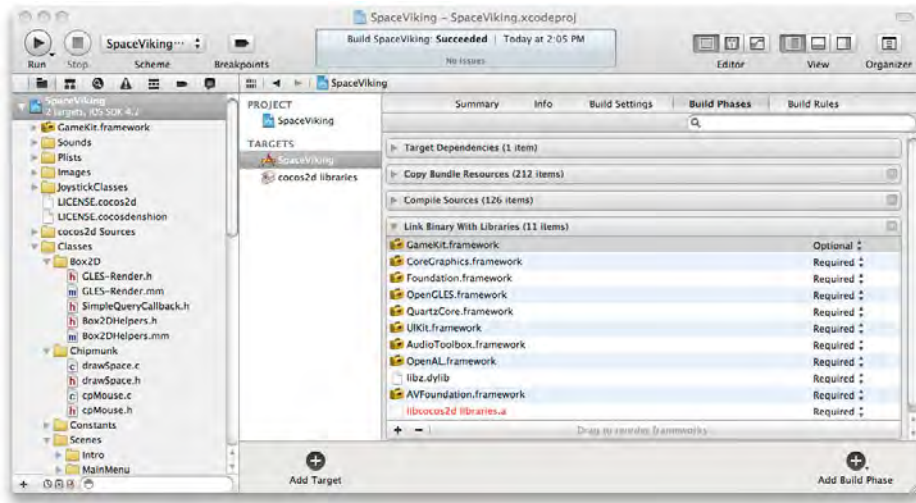 SpaceViking – SpaceViking.xcodeproj
SpaceViking···
Build SpaceViking: Succeeded | Today at 2:05 PM
No issues
Run
Stop
Scheme
Breakpoints
Editor
View
Organizer
SpaceViking
SpaceViking
2 targets, iOS SDK 4.2
GameKit.framework
Sounds
Plists
Images
JoystickClasses
LICENSE.cocos2d
LICENSE.cocosdenshion
cocos2d Sources
Classes
Box2D
h GLES-Render.h
m GLES-Render.mm
h SimpleQueryCallback.h
h Box2DHelpers.h
m Box2DHelpers.mm
Chipmunk
c drawSpace.c
h drawSpace.h
c cpMouse.c
h cpMouse.h
Constants
Scenes
Intro
MainMenu
PROJECT
SpaceViking
TARGETS
SpaceViking
cocos2d libraries
Summary
Info
Build Settings
Build Phases
Build Rules
Target Dependencies (1 item)
Copy Bundle Resources (212 items)
Compile Sources (126 items)
Link Binary With Libraries (11 items)
GameKit.framework Optional
CoreGraphics.framework Required
Foundation.framework Required
OpenGLES.framework Required
QuartzCore.framework Required
UIKit.framework Required
AudioToolbox.framework Required
OpenAL.framework Required
libz.dylib Required
AVFoundation.framework Required
libcocos2d libraries.a Required
+ − Drag to reorder frameworks
Add Target
Add Build Phase